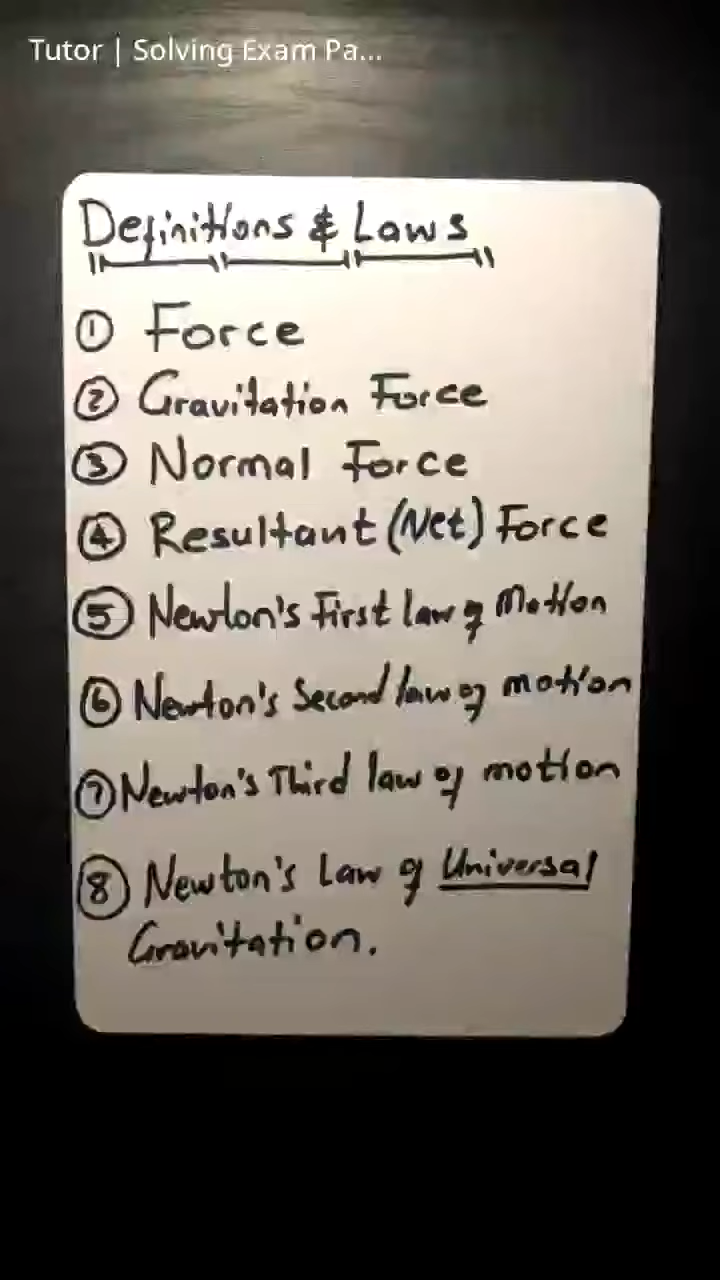 Tutor | Solving Exam Pa...
Definitions & Laws
① Force
② Gravitation Force
③ Normal Force
④ Resultant (Net) Force
⑤ Newton's First law of Motion
⑥ Newton's Second law of motion
⑦ Newton's Third law of motion
⑧ Newton's Law of Universal
Gravitation.